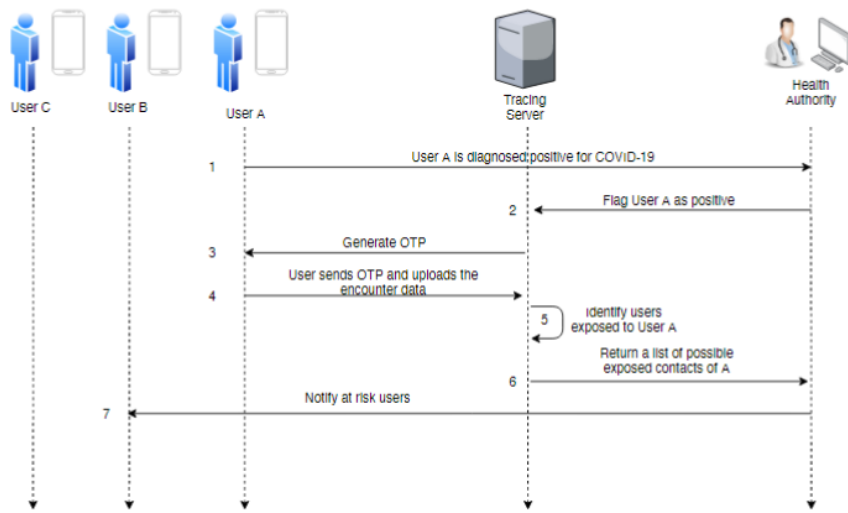 User C
User B
User A
Tracing
Server
Health
Authority
1
User A is diagnosed positive for COVID-19
2
Flag User A as positive
3
Generate OTP
4
User sends OTP and uploads the
encounter data
5
Identify users
exposed to User A
6
Return a list of possible
exposed contacts of A
7
Notify at risk users